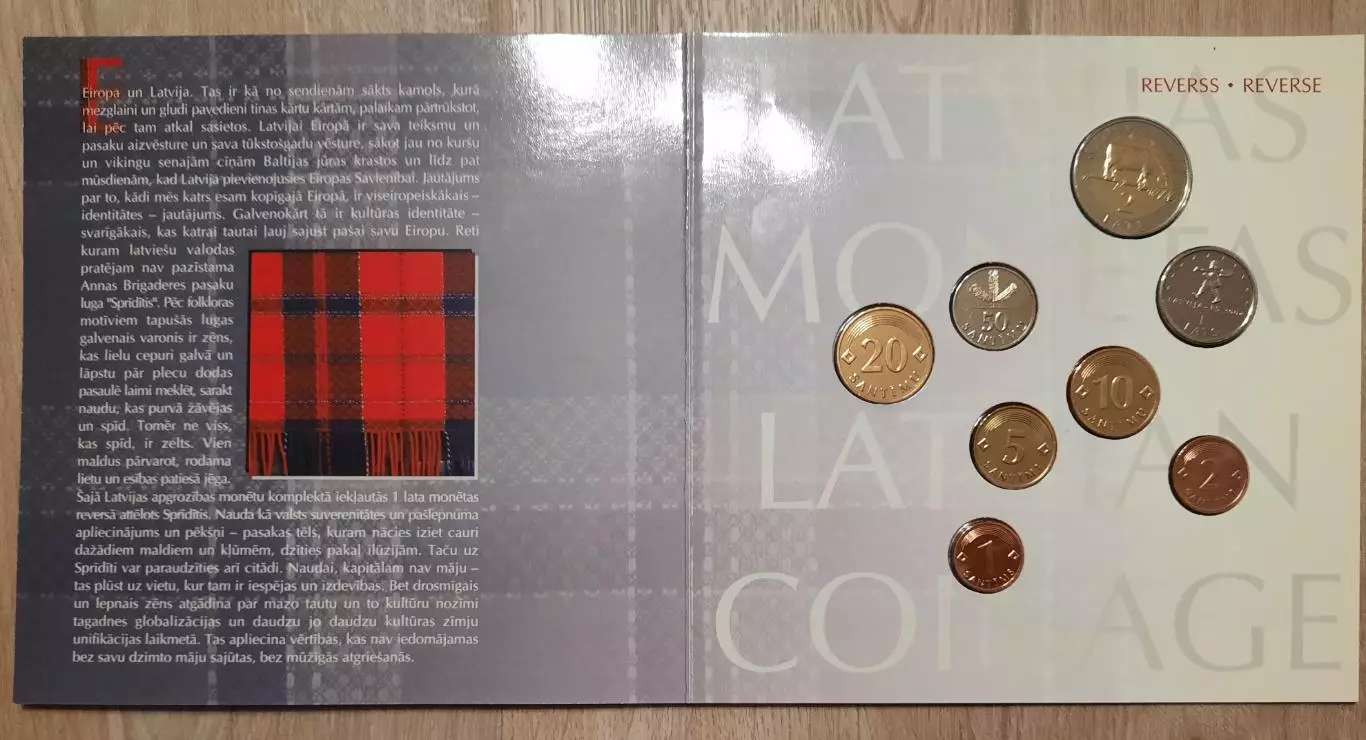 Eiropa un Latvija. Tas ir kā no sendienām sākts kamols, kurā
mezglaini un gludi pavedieni tinas kārtu kārtām, palaikam pārtrūkstot,
lai pēc tam atkal sasietos. Latvijai Eiropā ir sava teiksmu un
pasaku aizvēsture un sava tūkstošgadu vēsture, sākot jau no kuršu
un vikingu senajām cīņām Baltijas jūras krastos un līdz pat
mūsdienām, kad Latvija pievienojusies Eiropas Savienībai. Jautājums
par to, kādi mēs katrs esam kopīgajā Eiropā, ir viseiropeiskākais –
identitātes – jautājums. Galvenokārt tā ir kultūras identitāte –
svarīgākais, kas katrai tautai ļauj sajust pašai savu Eiropu. Reti
kuram latviešu valodas
pratējam nav pazīstama
Annas Brigaderes pasaku
luga "Sprīdītis". Pēc folkloras
motīviem tapušās lugas
galvenais varonis ir zēns,
kas lielu cepuri galvā un
lāpstu pār plecu dodas
pasaulē laimi meklēt, sarakt
naudu, kas purvā žāvējas
un spīd. Tomēr ne viss,
kas spīd, ir zelts. Vien
maldus pārvarot, rodama
lietu un esības patiesā jēga.
Šajā Latvijas apgrozības monētu komplektā iekļautās 1 lata monētas
reversā attēlots Sprīdītis. Nauda kā valsts suverenitātes un pašlepnuma
apliecinājums un pēkšņi – pasakas tēls, kuram nācies iziet cauri
dažādiem maldiem un kļūmēm, dzīties pakaļ ilūzijām. Taču uz
Sprīdīti var paraudzīties arī citādi. Naudai, kapitālam nav māju –
tas plūst uz vietu, kur tam ir iespējas un izdevības. Bet drosmīgais
un lepnais zēns atgādina par mazo tautu un to kultūru nozīmi
tagadnes globalizācijas un daudzu jo daudzu kultūras zīmju
unifikācijas laikmetā. Tas apliecina vērtības, kas nav iedomājamas
bez savu dzimto māju sajūtas, bez mūžīgās atgriešanās.
REVERSS • REVERSE
LATVIJAS
MONĒTAS
LATVIAN
COINAGE
2
LATI
LATVIJAS
1
LATS
50
SANTĪMU
20
SANTĪMU
10
SANTĪMU
5
SANTĪMI
2
SANTĪMI
1
SANTĪMS